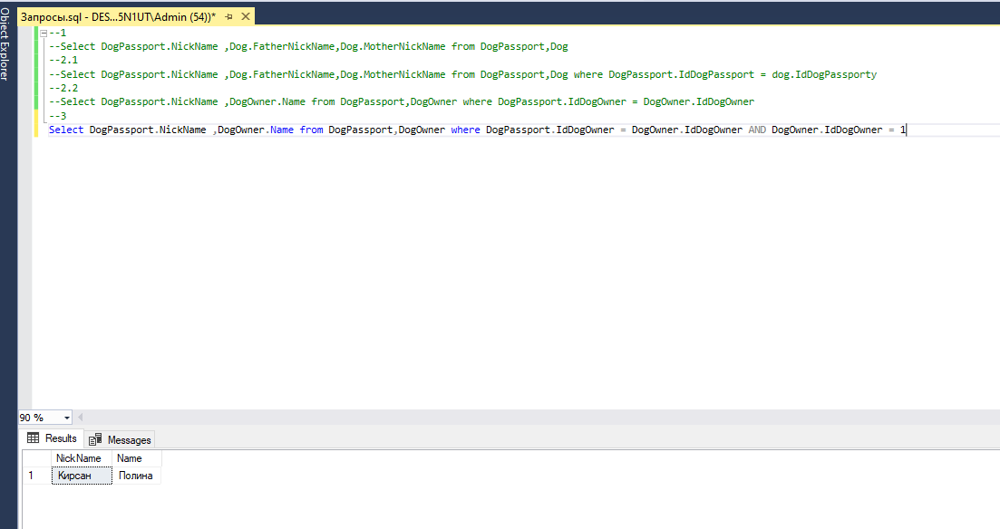 Object Explorer
Запросы.sql - DES...5N1UT\Admin (54))*
--1
--Select DogPassport.NickName ,Dog.FatherNickName,Dog.MotherNickName from DogPassport,Dog
--2.1
--Select DogPassport.NickName ,Dog.FatherNickName,Dog.MotherNickName from DogPassport,Dog where DogPassport.IdDogPassport = dog.IdDogPassporty
--2.2
--Select DogPassport.NickName ,DogOwner.Name from DogPassport,DogOwner where DogPassport.IdDogOwner = DogOwner.IdDogOwner
--3
Select DogPassport.NickName ,DogOwner.Name from DogPassport,DogOwner where DogPassport.IdDogOwner = DogOwner.IdDogOwner AND DogOwner.IdDogOwner = 1
90 %
Results Messages
NickName Name
1 Кирсан Полина